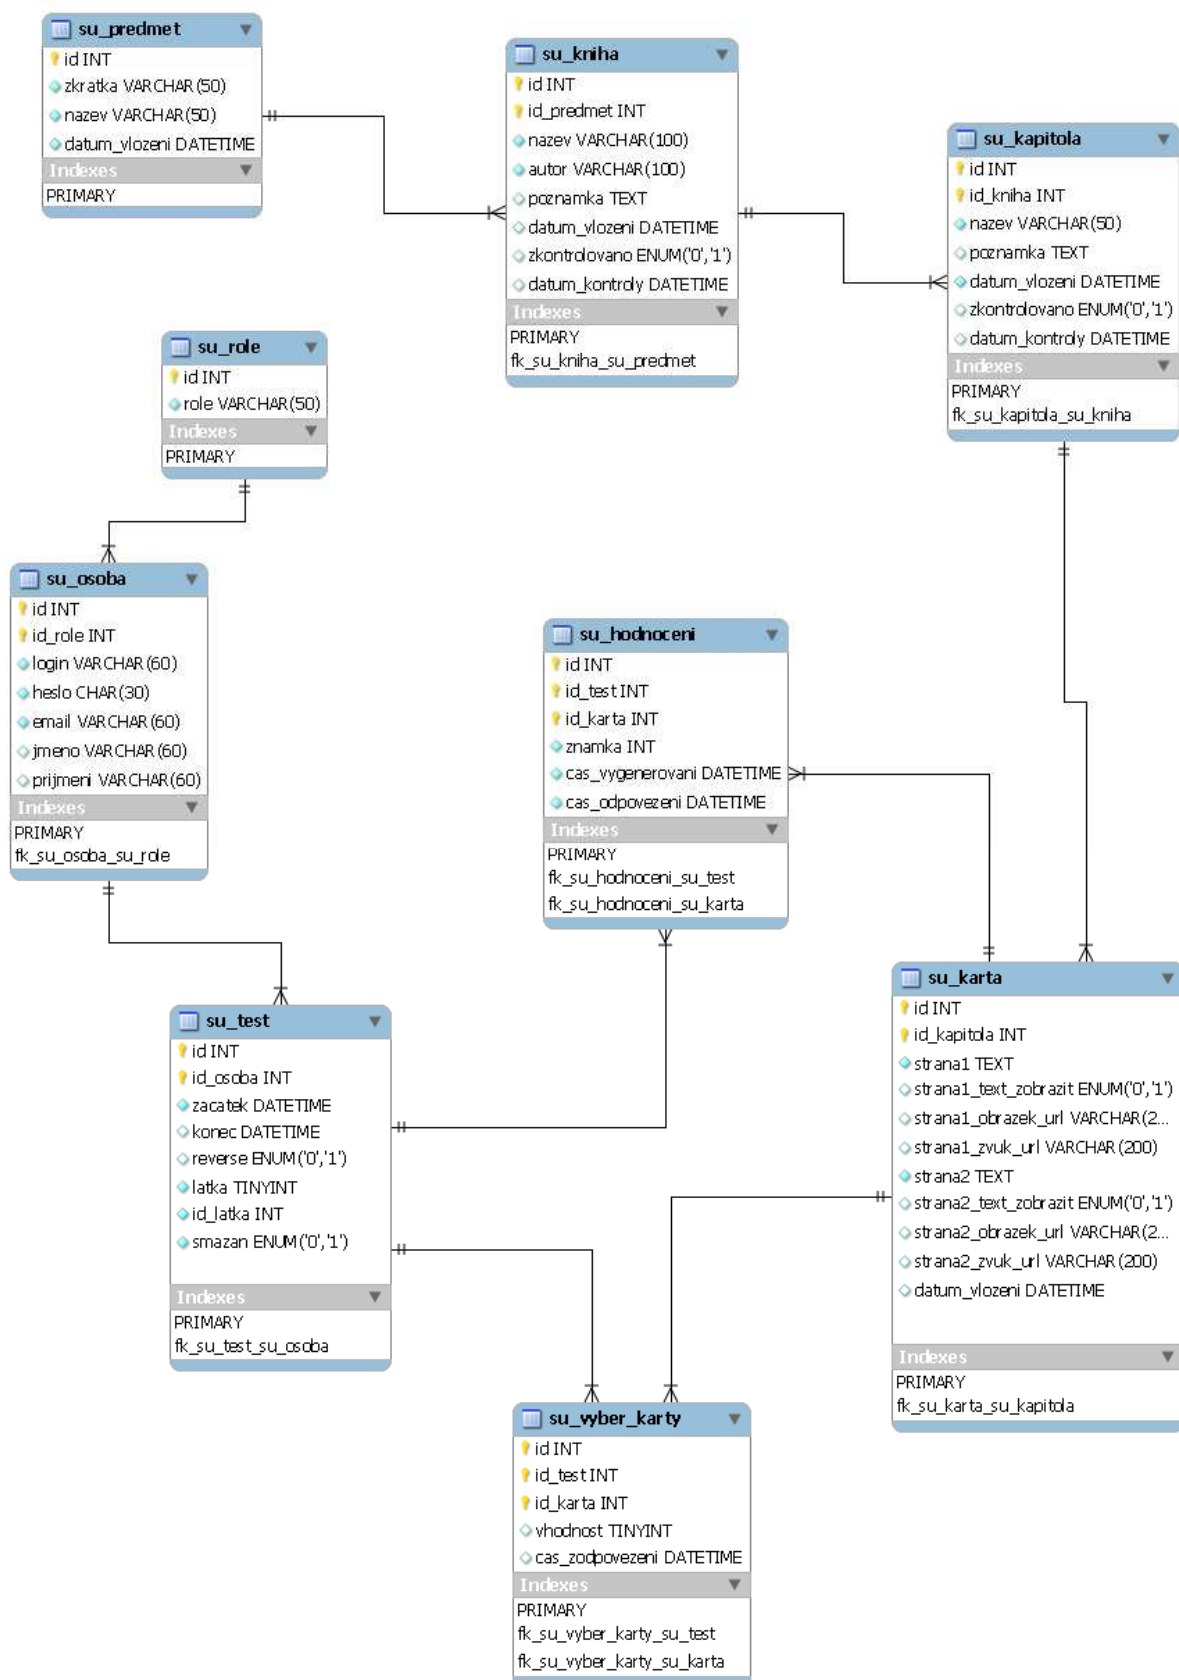 su_predmet
id INT
zkratka VARCHAR(50)
nazev VARCHAR(50)
datum_vlozeni DATETIME
Indexes
PRIMARY
su_kniha
id INT
id_predmet INT
nazev VARCHAR(100)
autor VARCHAR(100)
poznamka TEXT
datum_vlozeni DATETIME
zkontrolovano ENUM('0','1')
datum_kontroly DATETIME
Indexes
PRIMARY
fk_su_kniha_su_predmet
su_kapitola
id INT
id_kniha INT
nazev VARCHAR(50)
poznamka TEXT
datum_vlozeni DATETIME
zkontrolovano ENUM('0','1')
datum_kontroly DATETIME
Indexes
PRIMARY
fk_su_kapitola_su_kniha
su_role
id INT
role VARCHAR(50)
Indexes
PRIMARY
su_osoba
id INT
id_role INT
login VARCHAR(60)
heslo CHAR(30)
email VARCHAR(60)
jmeno VARCHAR(60)
prijmeni VARCHAR(60)
Indexes
PRIMARY
fk_su_osoba_su_role
su_hodnoceni
id INT
id_test INT
id_karta INT
znamka INT
cas_vygenerovani DATETIME
cas_odpovezeni DATETIME
Indexes
PRIMARY
fk_su_hodnoceni_su_test
fk_su_hodnoceni_su_karta
su_karta
id INT
id_kapitola INT
strana1 TEXT
strana1_text_zobrazit ENUM('0','1')
strana1_obrazek_url VARCHAR(2...
strana1_zvuk_url VARCHAR(200)
strana2 TEXT
strana2_text_zobrazit ENUM('0','1')
strana2_obrazek_url VARCHAR(2...
strana2_zvuk_url VARCHAR(200)
datum_vlozeni DATETIME
Indexes
PRIMARY
fk_su_karta_su_kapitola
su_test
id INT
id_osoba INT
zacatek DATETIME
konec DATETIME
reverse ENUM('0','1')
latka TINYINT
id_latka INT
smazan ENUM('0','1')
Indexes
PRIMARY
fk_su_test_su_osoba
su_vyber_karty
id INT
id_test INT
id_karta INT
vhodnost TINYINT
cas_zodpovezeni DATETIME
Indexes
PRIMARY
fk_su_vyber_karty_su_test
fk_su_vyber_karty_su_karta